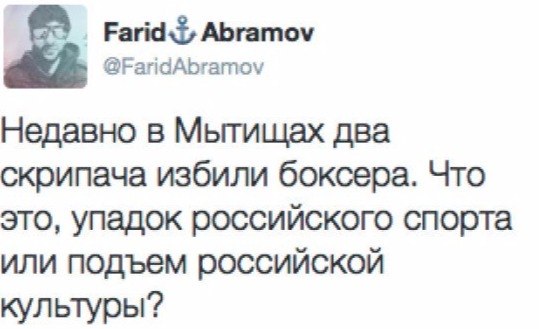 Farid⚓Abramov
@FaridAbramov
Недавно в Мытищах два
скрипача избили боксера. Что
это, упадок российского спорта
или подъем российской
культуры?